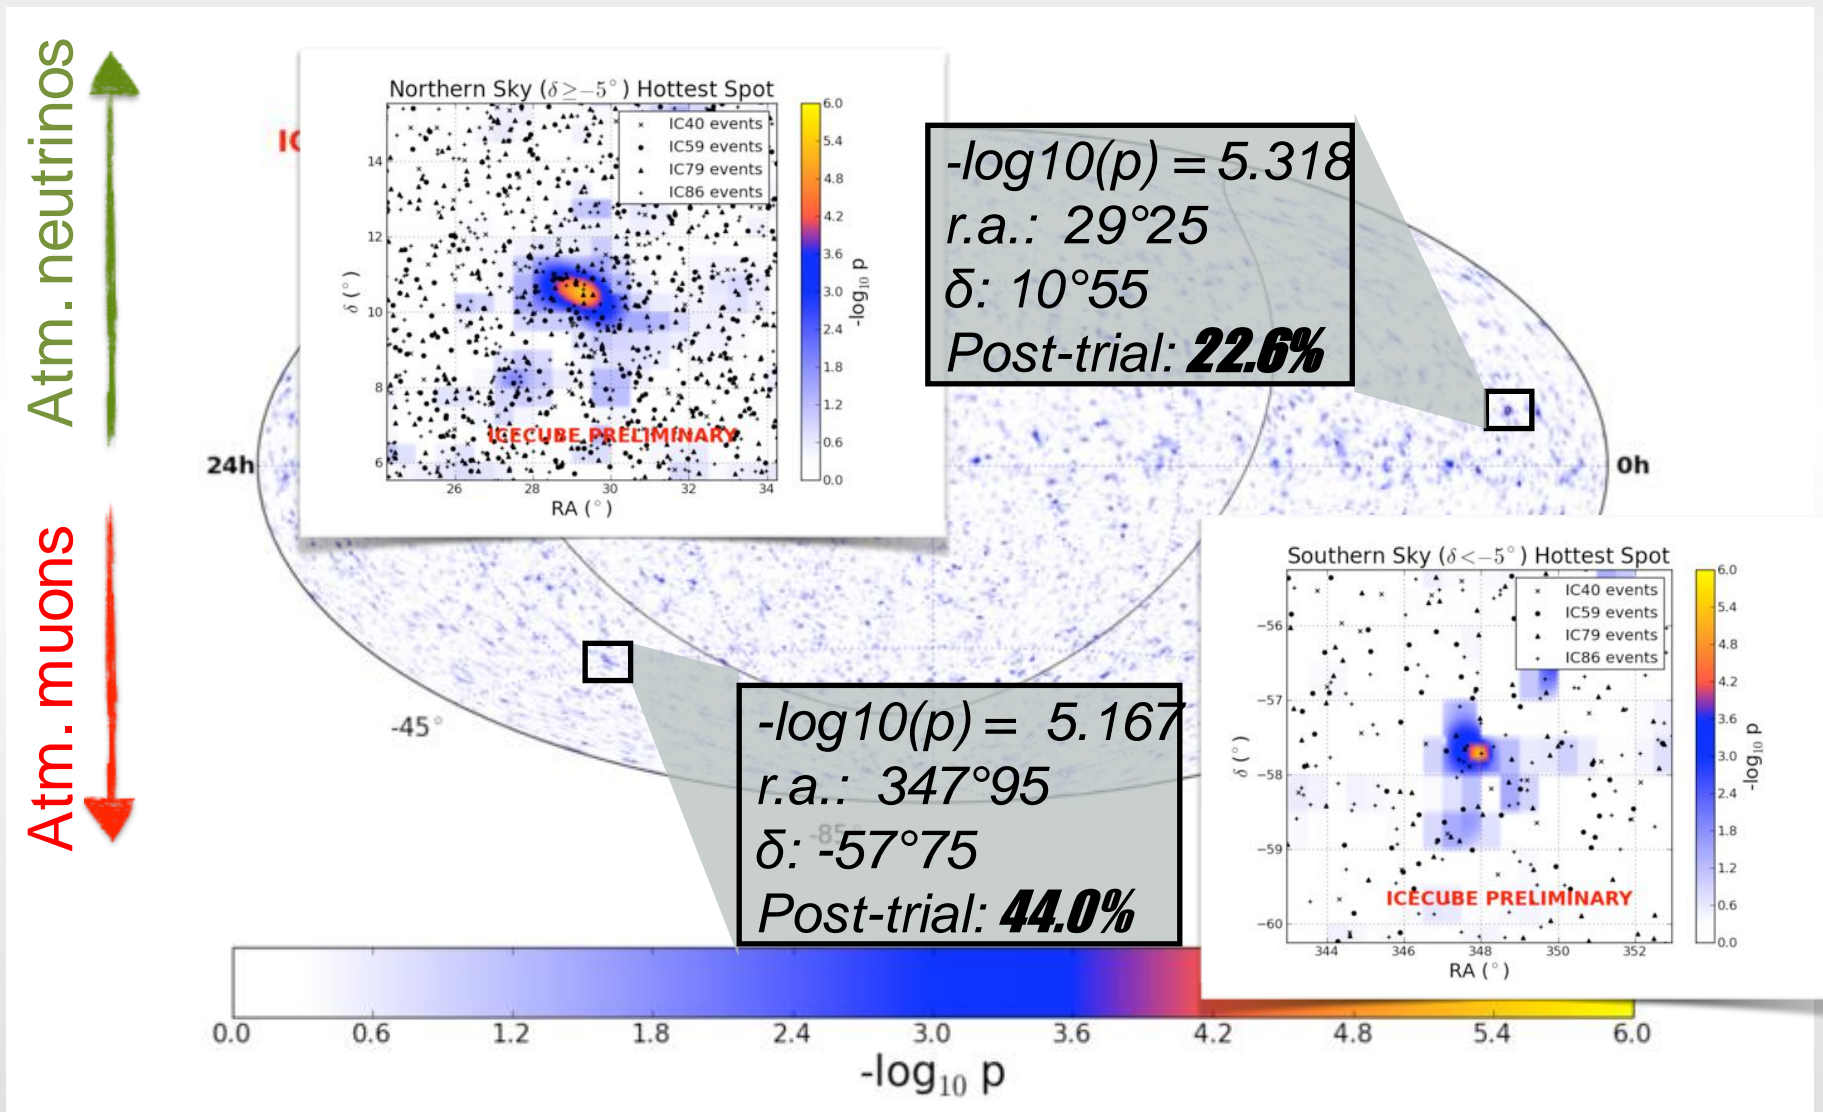 Atm. neutrinos
Atm. muons
IC
Northern Sky (δ≥−5°) Hottest Spot
IC40 events
IC59 events
IC79 events
IC86 events
14
12
10
8
6
δ (°)
26 28 30 32 34
RA (°)
ICECUBE PRELIMINARY
6.0
5.4
4.8
4.2
3.6
3.0
2.4
1.8
1.2
0.6
0.0
-log₁₀ p
-log10(p) = 5.318
r.a.: 29°25
δ: 10°55
Post-trial: 22.6%
24h
0h
-45°
-85°
-log10(p) = 5.167
r.a.: 347°95
δ: -57°75
Post-trial: 44.0%
Southern Sky (δ<−5°) Hottest Spot
IC40 events
IC59 events
IC79 events
IC86 events
−56
−57
−58
−59
−60
δ (°)
344 346 348 350 352
RA (°)
ICECUBE PRELIMINARY
6.0
5.4
4.8
4.2
3.6
3.0
2.4
1.8
1.2
0.6
0.0
-log₁₀ p
0.0 0.6 1.2 1.8 2.4 3.0 3.6 4.2 4.8 5.4 6.0
-log₁₀ p